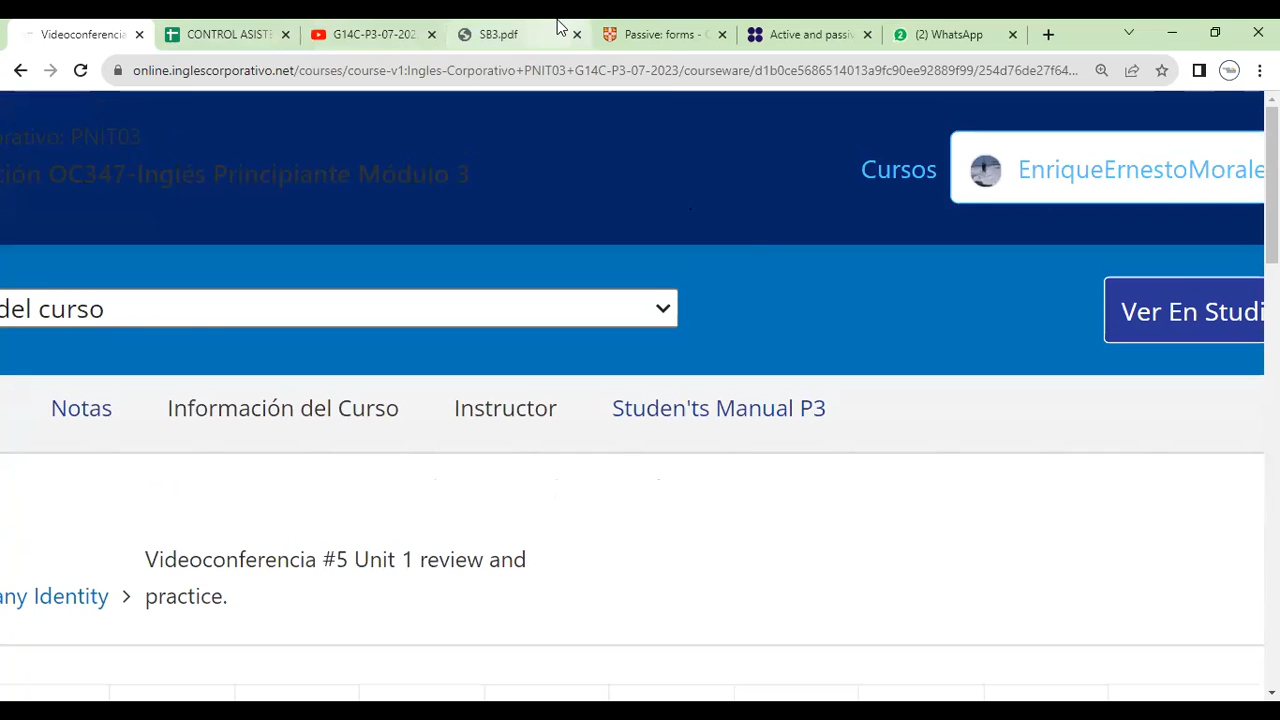 Videoconferencia
CONTROL ASISTE
G14C-P3-07-202
SB3.pdf
Passive: forms - C
Active and passiv
(2) WhatsApp
online.inglescorporativo.net/courses/course-v1:Ingles-Corporativo+PNIT03+G14C-P3-07-2023/courseware/d1b0ce5686514013a9fc90ee92889f99/254d76de27f64...
orativo: PNIT03
ción OC347-Inglés Principiante Módulo 3
Cursos
EnriqueErnestoMorale
del curso
Ver En Studi
Notas
Información del Curso
Instructor
Studen'ts Manual P3
Videoconferencia #5 Unit 1 review and
any Identity > practice.